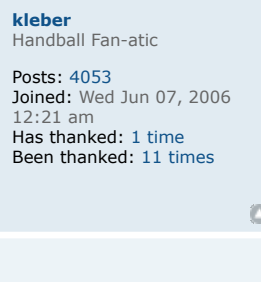 kleber
Handball Fan-atic
Posts: 4053
Joined: Wed Jun 07, 2006
12:21 am
Has thanked: 1 time
Been thanked: 11 times